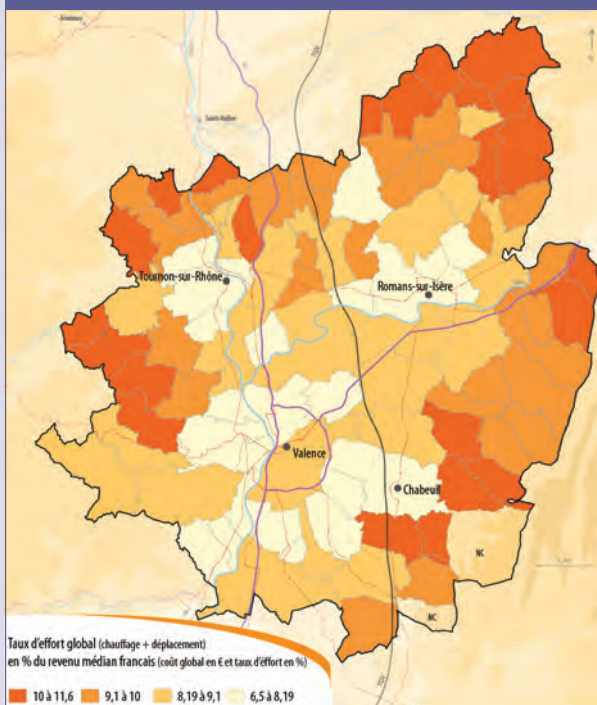 Annonay
Saint-Vallier
Tournon-sur-Rhône
Romans-sur-Isère
Valence
Chabeuil
NC
NC
Taux d'effort global (chauffage + déplacement)
en % du revenu médian francais (coût global en € et taux d'éffort en %)
10 à 11,6 9,1 à 10 8,19 à 9,1 6,5 à 8,19